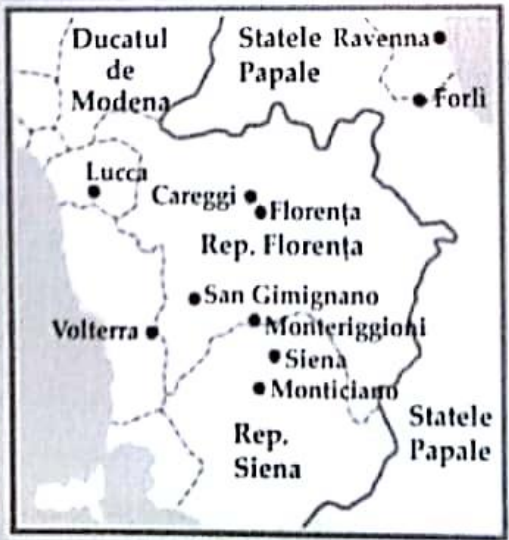 Ducatul
de
Modena
Statele
Papale
Ravenna
Forlì
Lucca
Careggi
Florența
Rep. Florența
San Gimignano
Volterra
Monteriggioni
Siena
Monticiano
Rep.
Siena
Statele
Papale